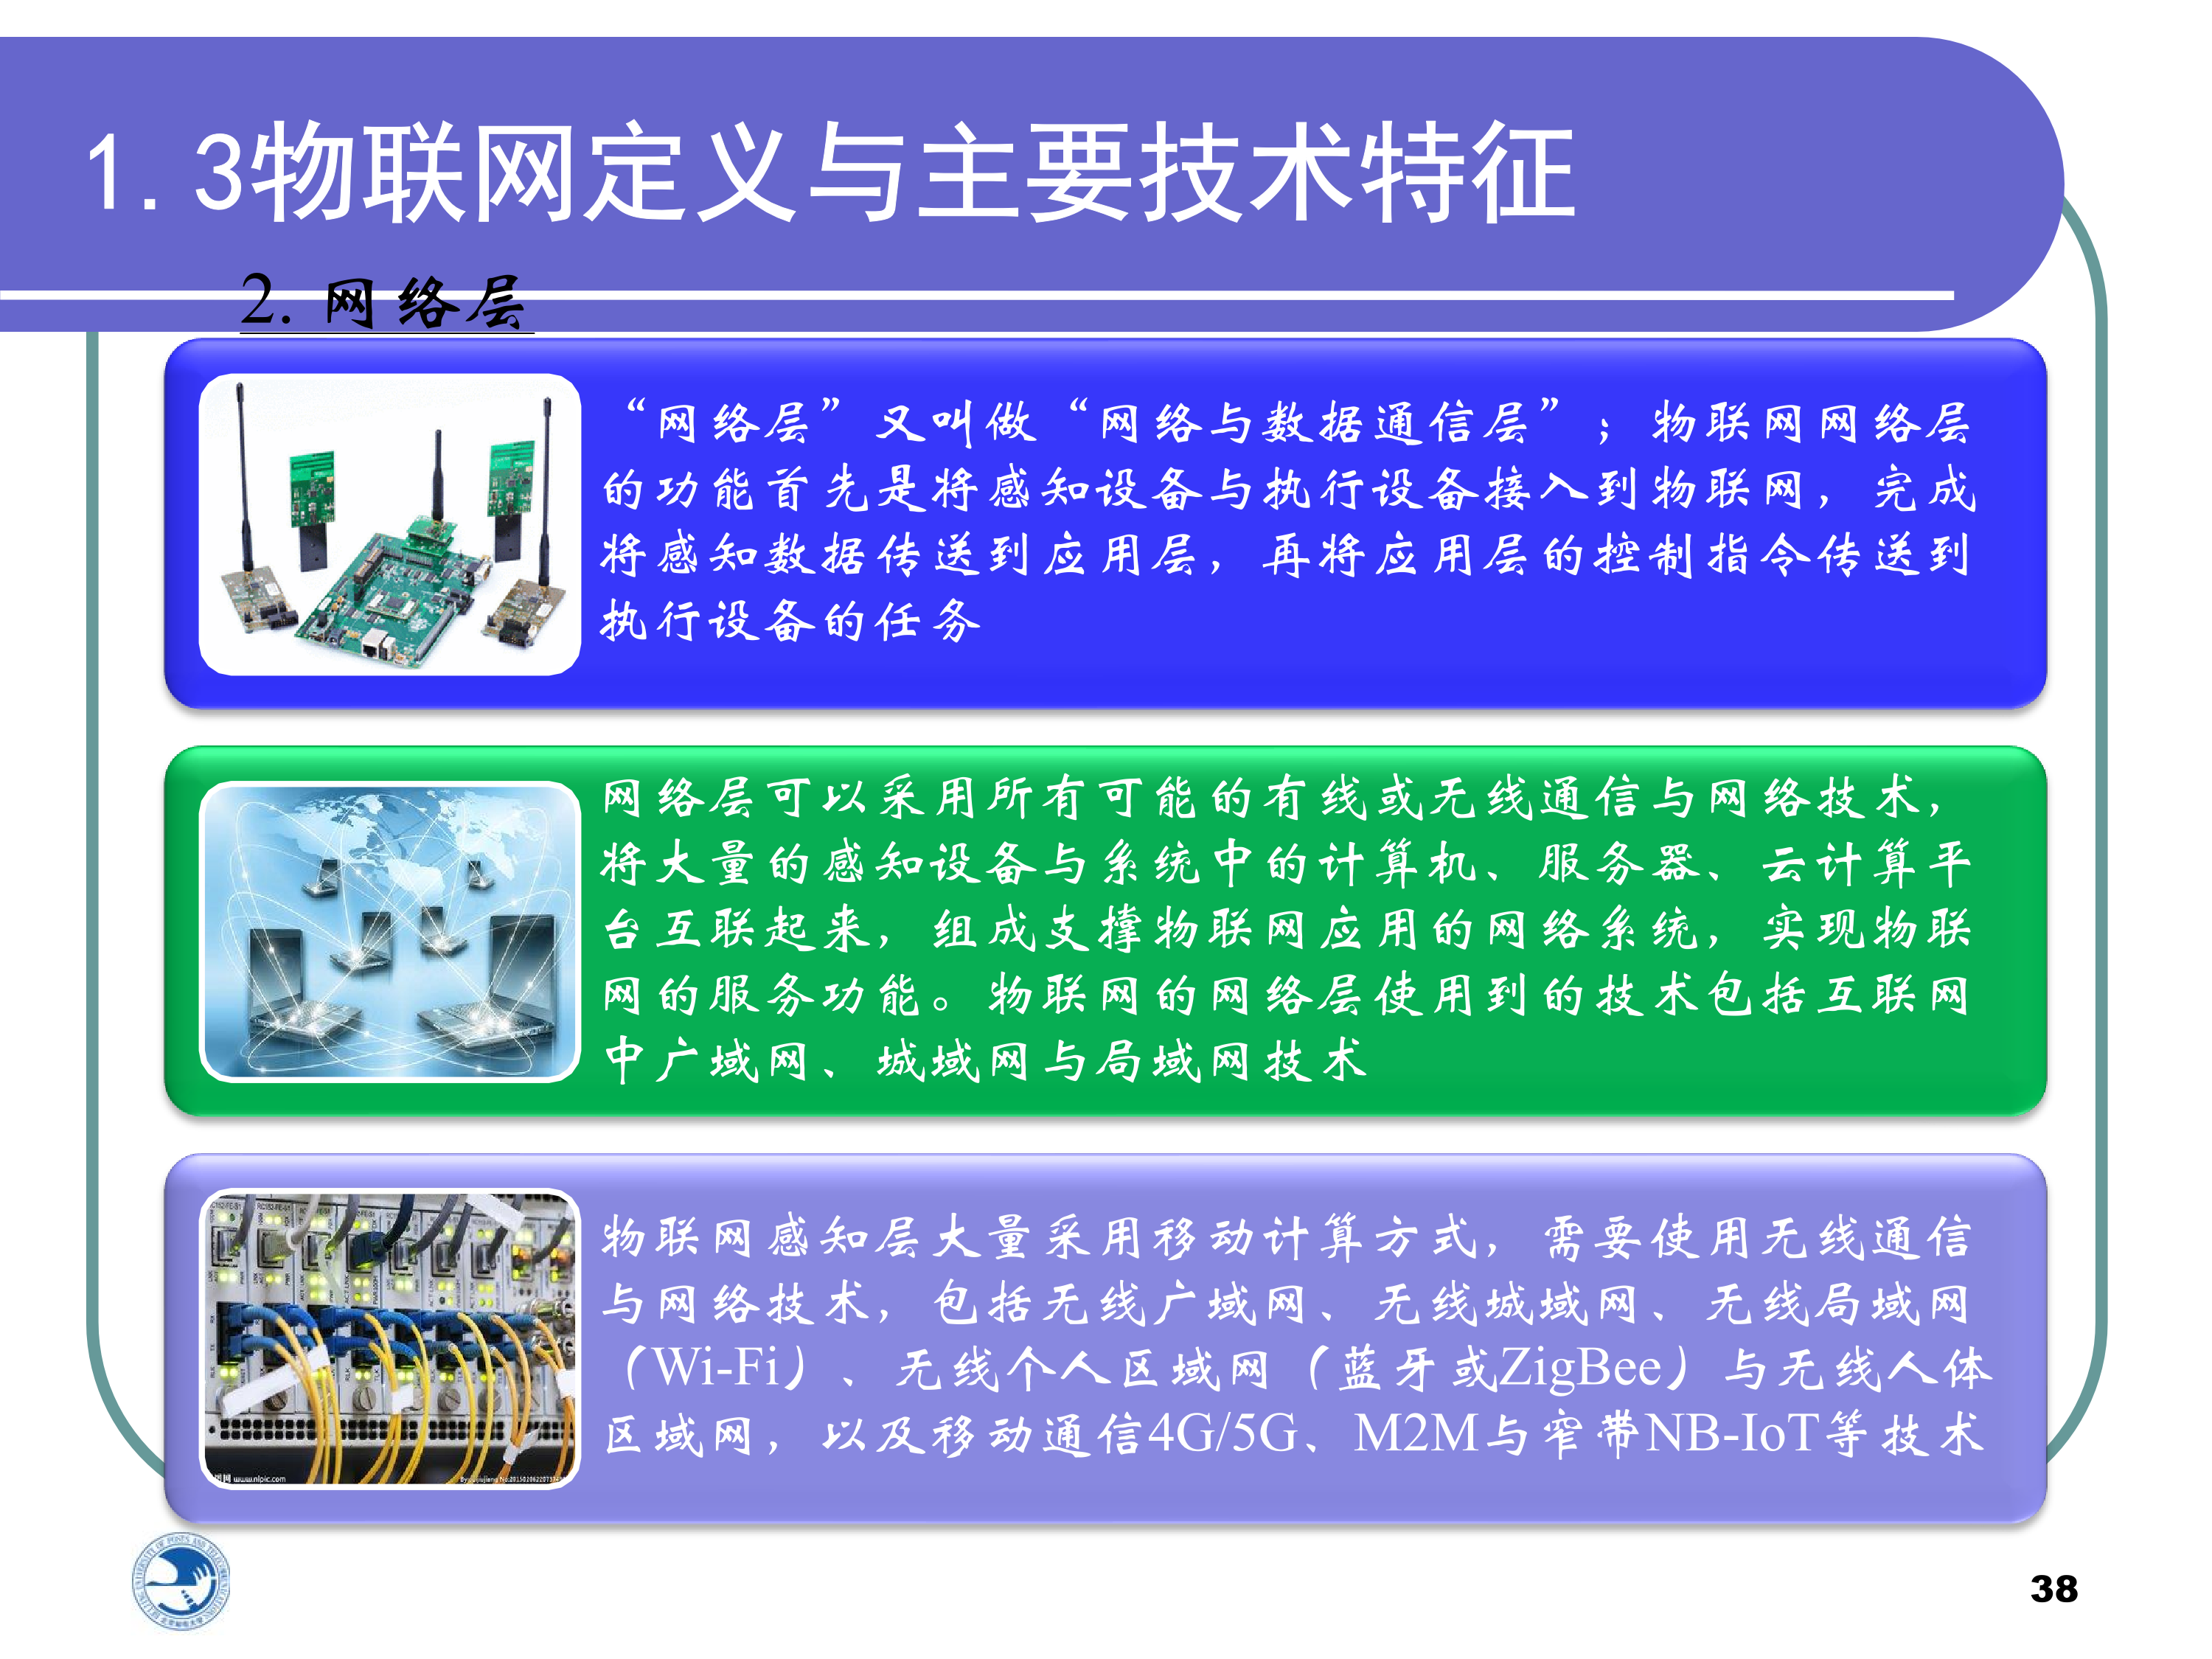 1.3物联网定义与主要技术特征
2. 网络层
“网络层”又叫做“网络与数据通信层”；物联网网络层
的功能首先是将感知设备与执行设备接入到物联网，完成
将感知数据传送到应用层，再将应用层的控制指令传送到
执行设备的任务
网络层可以采用所有可能的有线或无线通信与网络技术，
将大量的感知设备与系统中的计算机、服务器、云计算平
台互联起来，组成支撑物联网应用的网络系统，实现物联
网的服务功能。物联网的网络层使用到的技术包括互联网
中广域网、城域网与局域网技术
物联网感知层大量采用移动计算方式，需要使用无线通信
与网络技术，包括无线广域网、无线城域网、无线局域网
（Wi-Fi）、无线个人区域网（蓝牙或ZigBee）与无线人体
区域网，以及移动通信4G/5G、M2M与窄带NB-IoT等技术
www.nipic.com
38